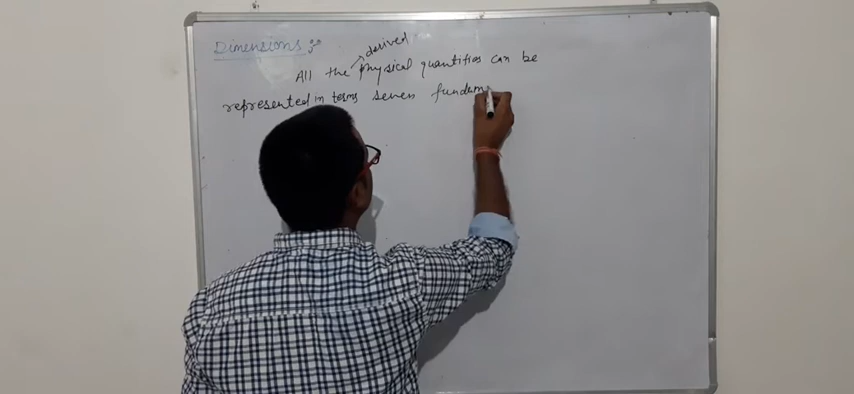 Dimensions :-
derived
All the physical quantities can be
represented in terms seven fundam